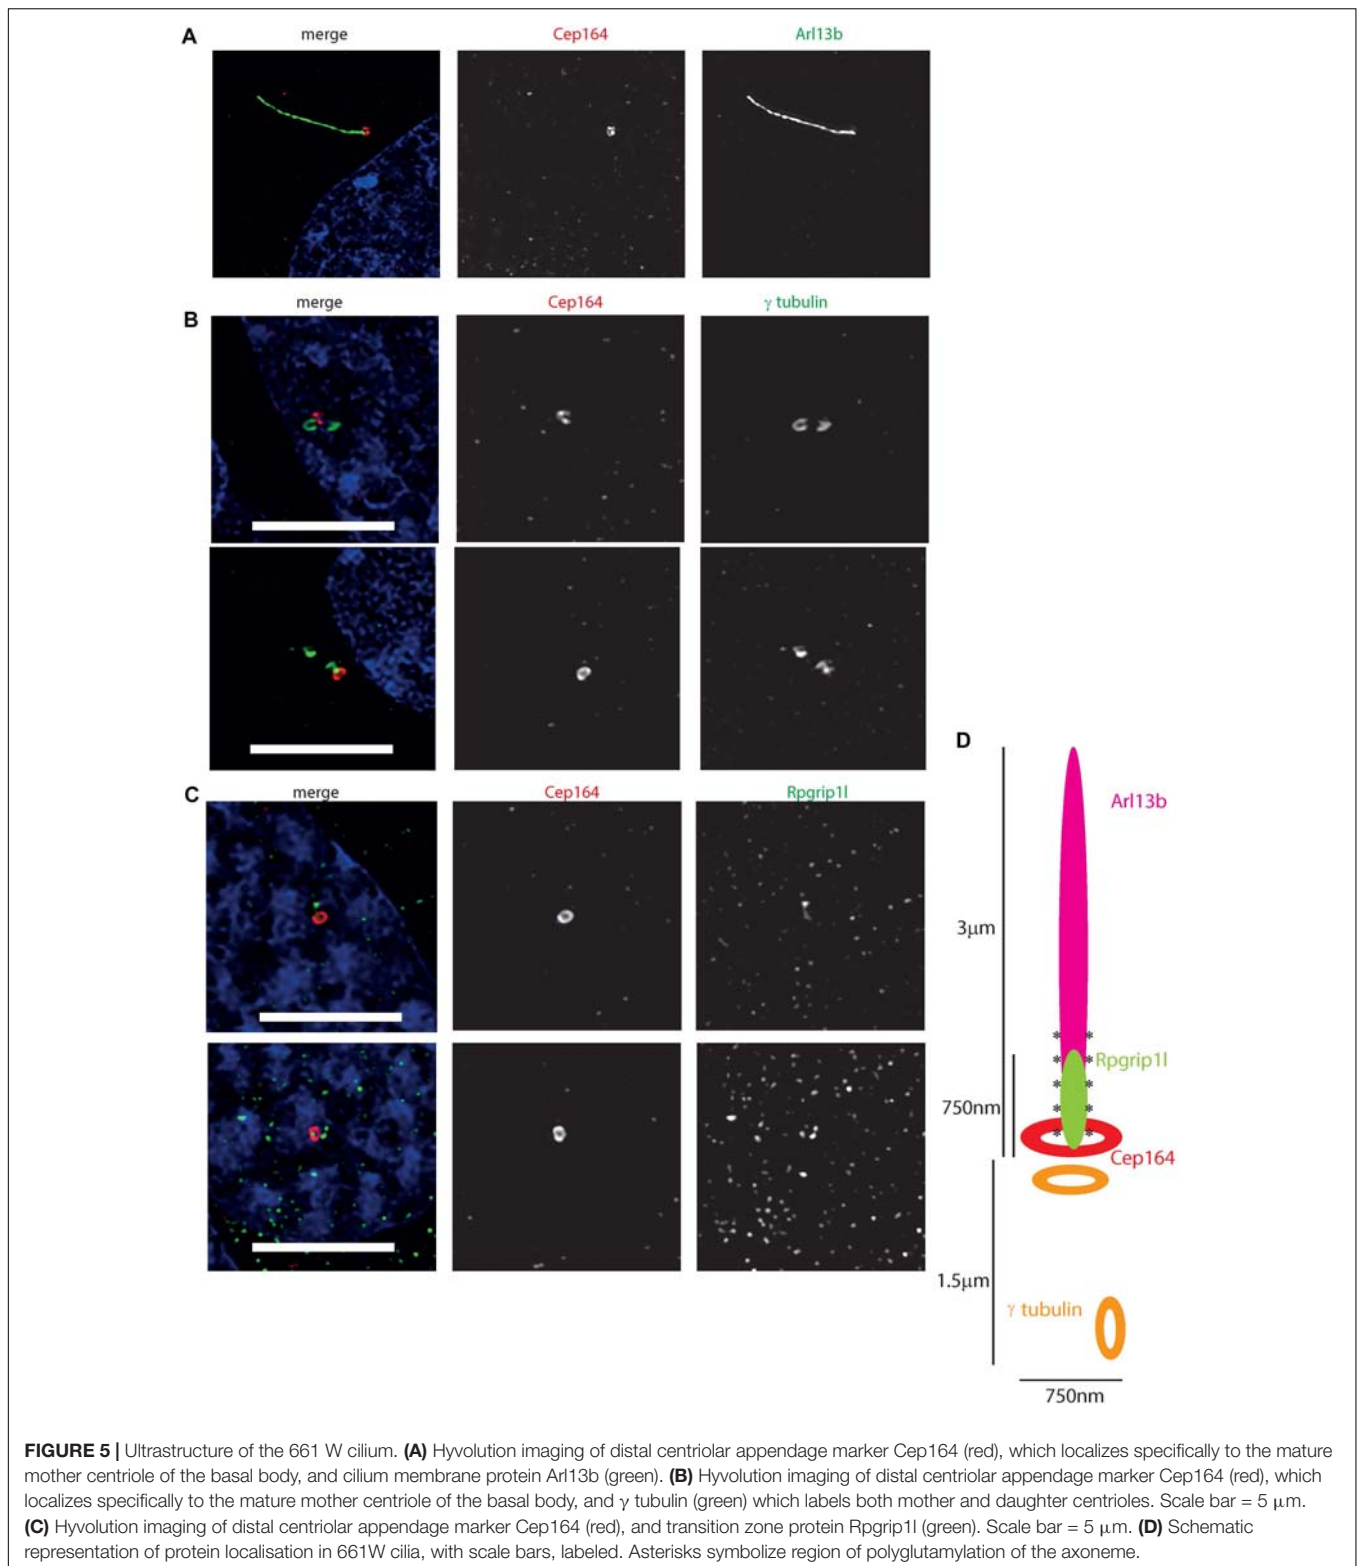 A
merge Cep164 Arl13b
merge Cep164 γ tubulin
B
C
merge Cep164 Rpgrip1l
D
Arl13b
3μm
* *
* *
Rpgrip1l
* *
750nm
* *
* *
Cep164
1.5μm
γ tubulin
750nm
FIGURE 5 | Ultrastructure of the 661 W cilium. (A) Hyvolution imaging of distal centriolar appendage marker Cep164 (red), which localizes specifically to the mature
mother centriole of the basal body, and cilium membrane protein Arl13b (green). (B) Hyvolution imaging of distal centriolar appendage marker Cep164 (red), which
localizes specifically to the mature mother centriole of the basal body, and γ tubulin (green) which labels both mother and daughter centrioles. Scale bar = 5 μm.
(C) Hyvolution imaging of distal centriolar appendage marker Cep164 (red), and transition zone protein Rpgrip1l (green). Scale bar = 5 μm. (D) Schematic
representation of protein localisation in 661W cilia, with scale bars, labeled. Asterisks symbolize region of polyglutamylation of the axoneme.